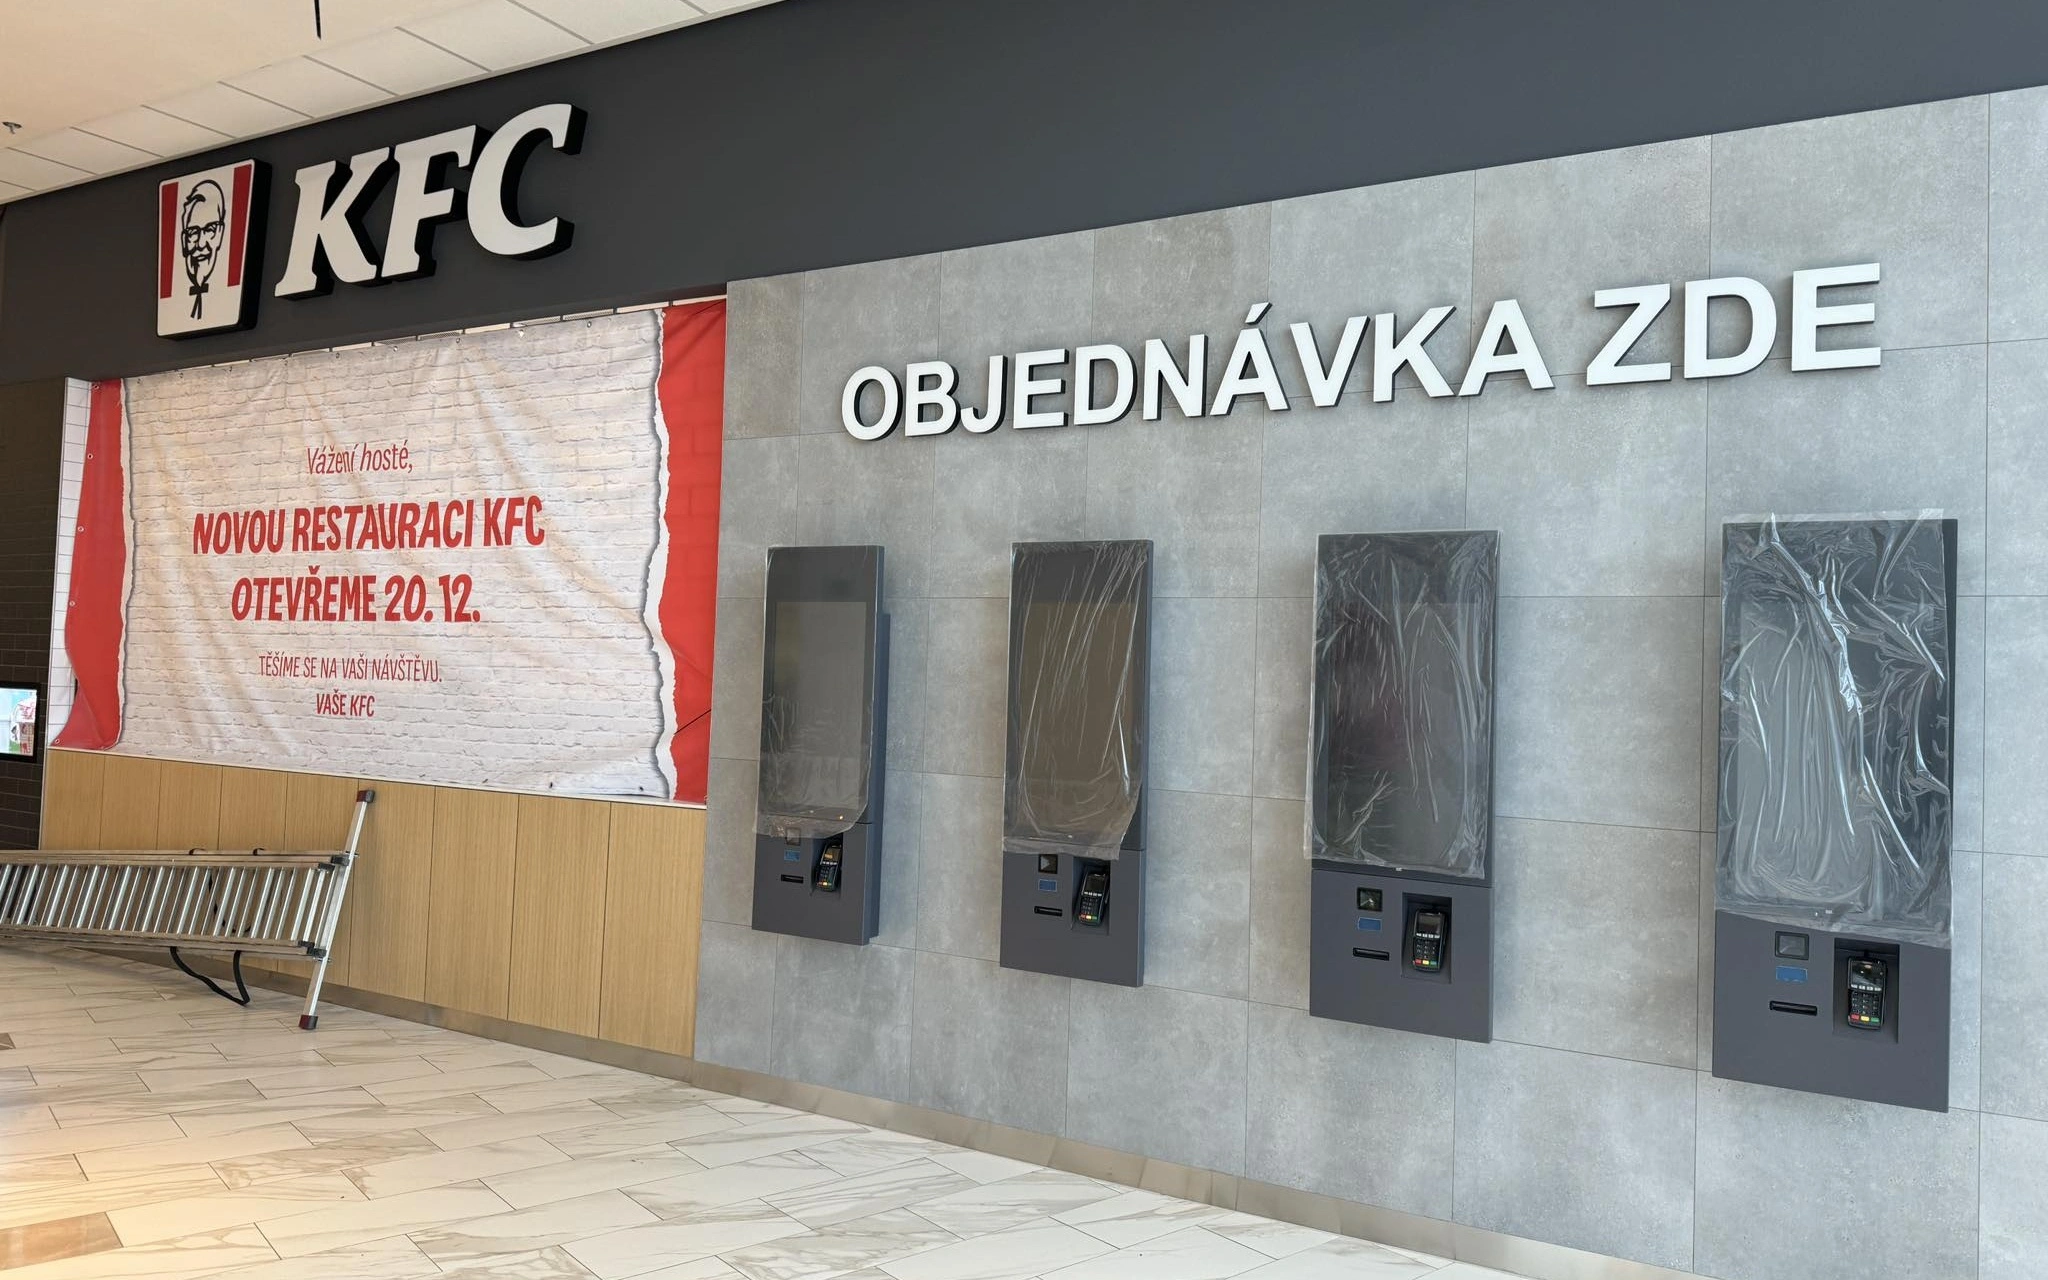 KFC
Vážení hosté,
NOVOU RESTAURACI KFC
OTEVŘEME 20. 12.
TĚŠÍME SE NA VAŠI NÁVŠTĚVU.
VAŠE KFC
OBJEDNÁVKA ZDE